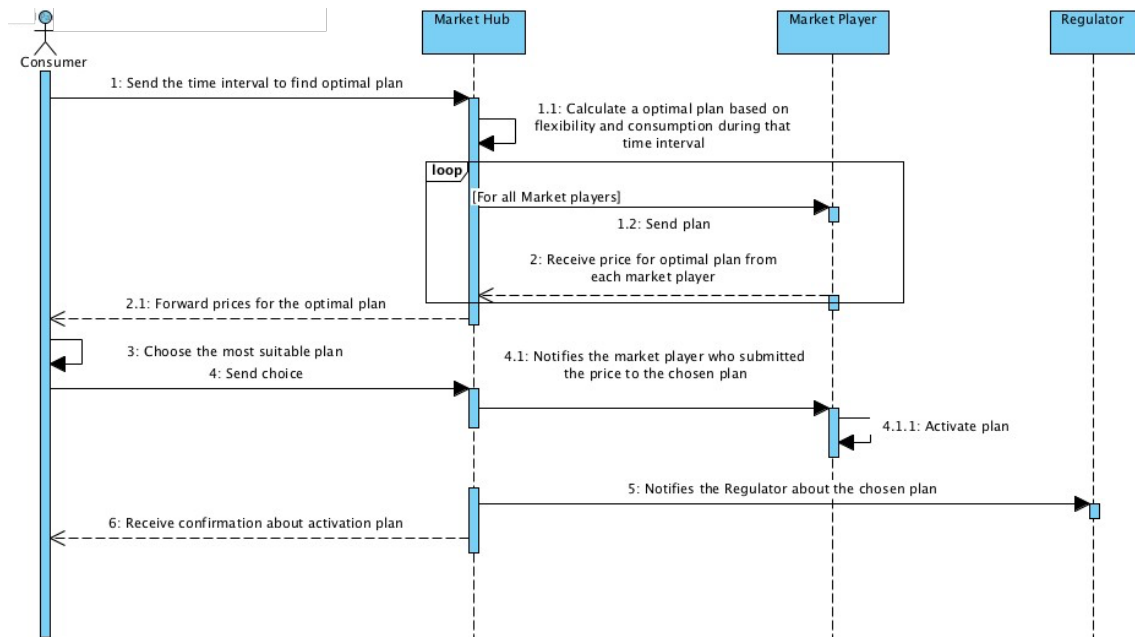 Market Hub
Market Player
Regulator
Consumer
1: Send the time interval to find optimal plan
1.1: Calculate a optimal plan based on
flexibility and consumption during that
time interval
loop
[For all Market players]
1.2: Send plan
2: Receive price for optimal plan from
each market player
2.1: Forward prices for the optimal plan
3: Choose the most suitable plan
4: Send choice
4.1: Notifies the market player who submitted
the price to the chosen plan
4.1.1: Activate plan
5: Notifies the Regulator about the chosen plan
6: Receive confirmation about activation plan